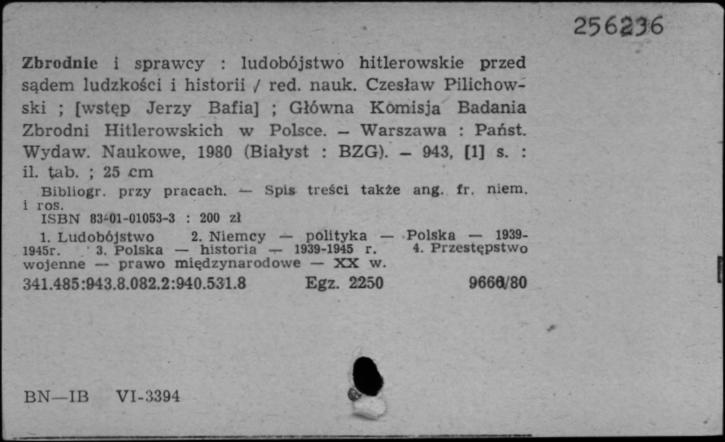 256236
Zbrodnie i sprawcy : ludobójstwo hitlerowskie przed
sądem ludzkości i historii / red. nauk. Czesław Pilichow-
ski ; [wstęp Jerzy Bafia] ; Główna Komisja Badania
Zbrodni Hitlerowskich w Polsce. — Warszawa : Państ.
Wydaw. Naukowe, 1980 (Białyst : BZG). — 943, [1] s. :
il. tab. ; 25 cm
Bibliogr. przy pracach. — Spis treści także ang. fr. niem.
i ros.
ISBN 83-01-01053-3 : 200 zł
1. Ludobójstwo 2. Niemcy — polityka — Polska — 1939-
1945r. 3. Polska — historia — 1939-1945 r. 4. Przestępstwo
wojenne — prawo międzynarodowe — XX w.
341.485:943.8.082.2:940.531.8 Egz. 2250 9660/80
BN—IB VI-3394